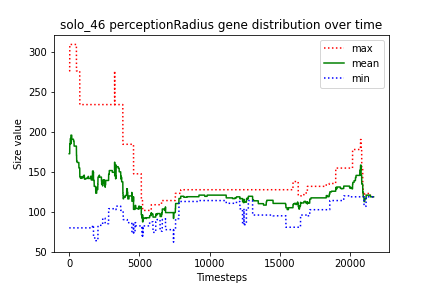 solo_46 perceptionRadius gene distribution over time
max
mean
min
Size value
300
250
200
150
100
50
0
5000
10000
15000
20000
Timesteps